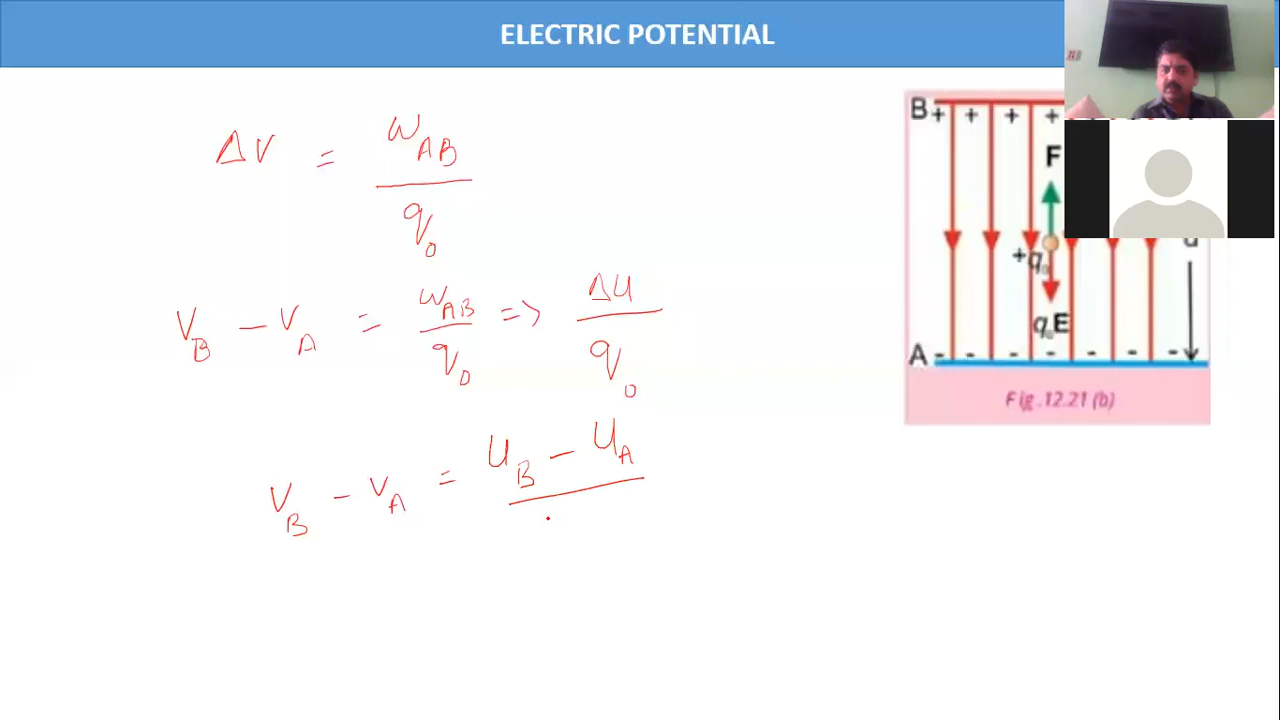 ELECTRIC POTENTIAL
ΔV = W_AB / q_0
V_B - V_A = W_AB / q_0 => ΔU / q_0
V_B - V_A = U_B - U_A
B + + + +
F
+q_0
d
q_0E
A - - - - - - -
Fig.12.21 (b)